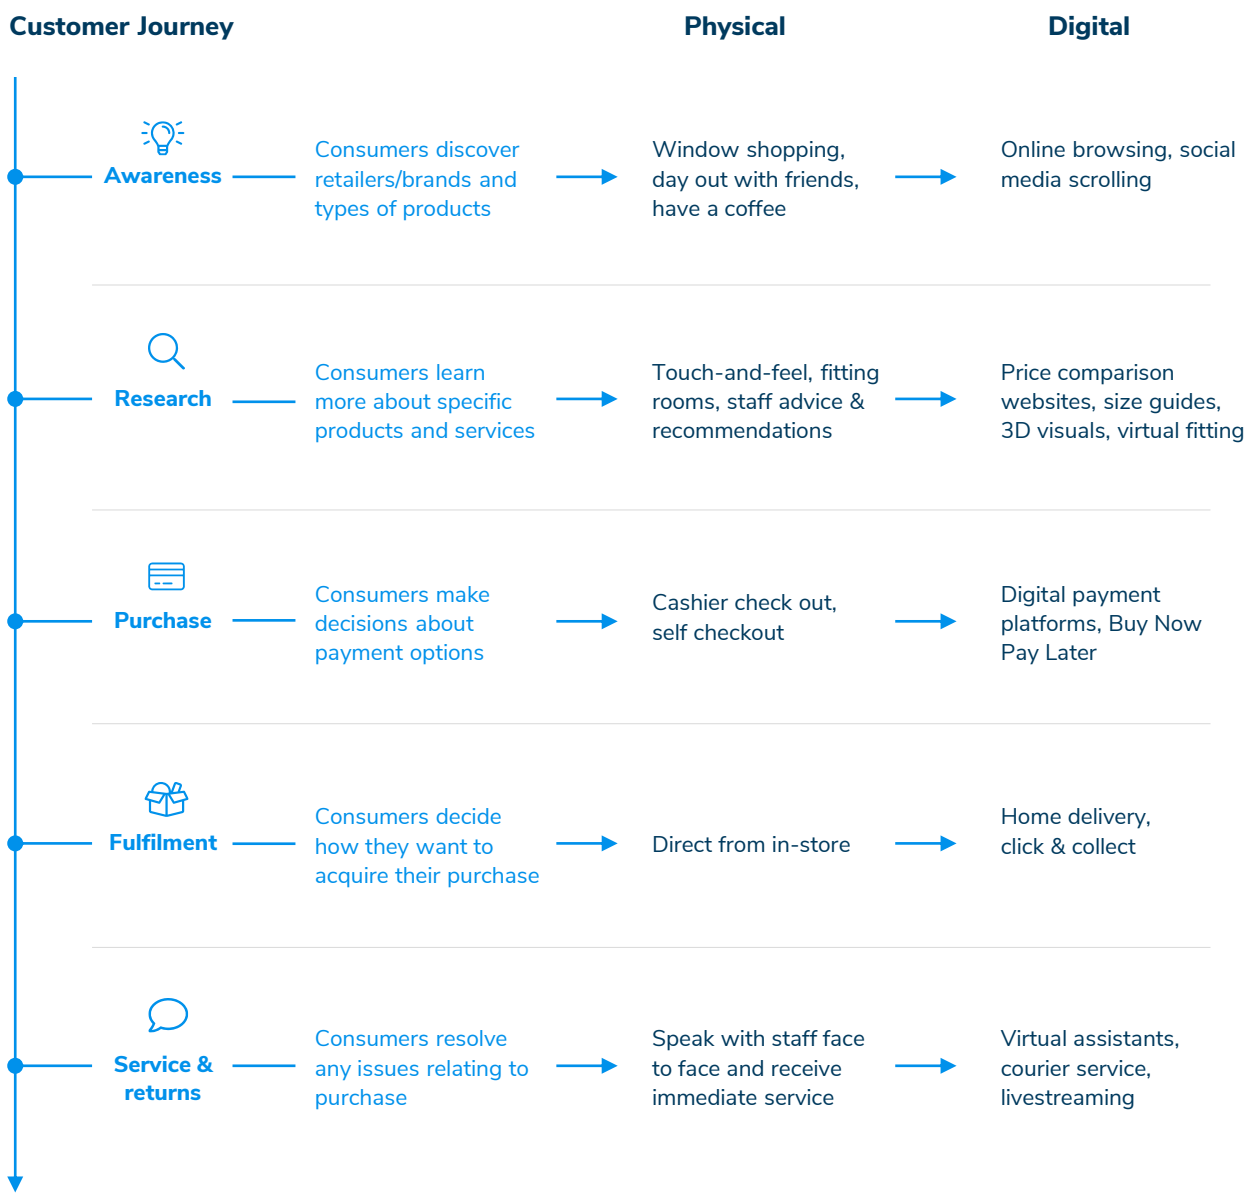 Customer Journey
Physical
Digital
Awareness
Consumers discover
retailers/brands and
types of products
Window shopping,
day out with friends,
have a coffee
Online browsing, social
media scrolling
Research
Consumers learn
more about specific
products and services
Touch-and-feel, fitting
rooms, staff advice &
recommendations
Price comparison
websites, size guides,
3D visuals, virtual fitting
Purchase
Consumers make
decisions about
payment options
Cashier check out,
self checkout
Digital payment
platforms, Buy Now
Pay Later
Fulfilment
Consumers decide
how they want to
acquire their purchase
Direct from in-store
Home delivery,
click & collect
Service &
returns
Consumers resolve
any issues relating to
purchase
Speak with staff face
to face and receive
immediate service
Virtual assistants,
courier service,
livestreaming